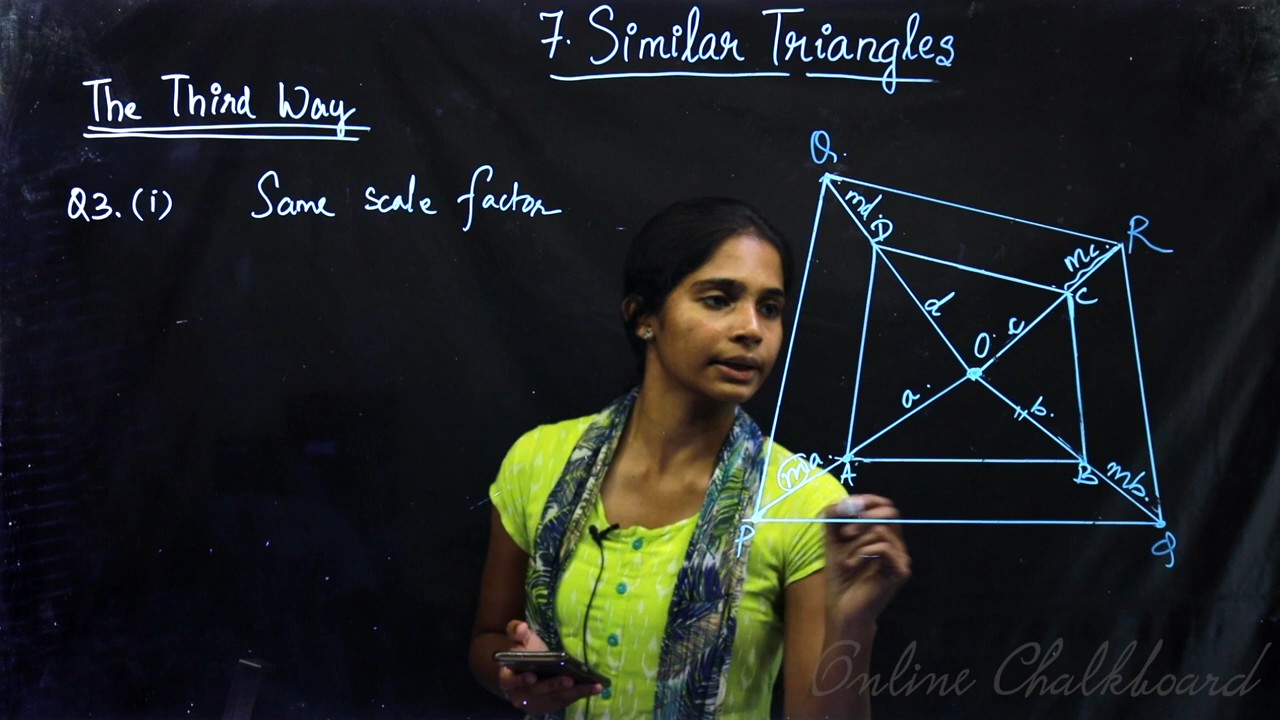 7. Similar Triangles
The Third Way
Q3. (i) Same scale factor
Q.
md.
D
R
mc.
C
d
O.
c
a.
b.
ma.
A
B
mb.
P
Q
Online Chalkboard